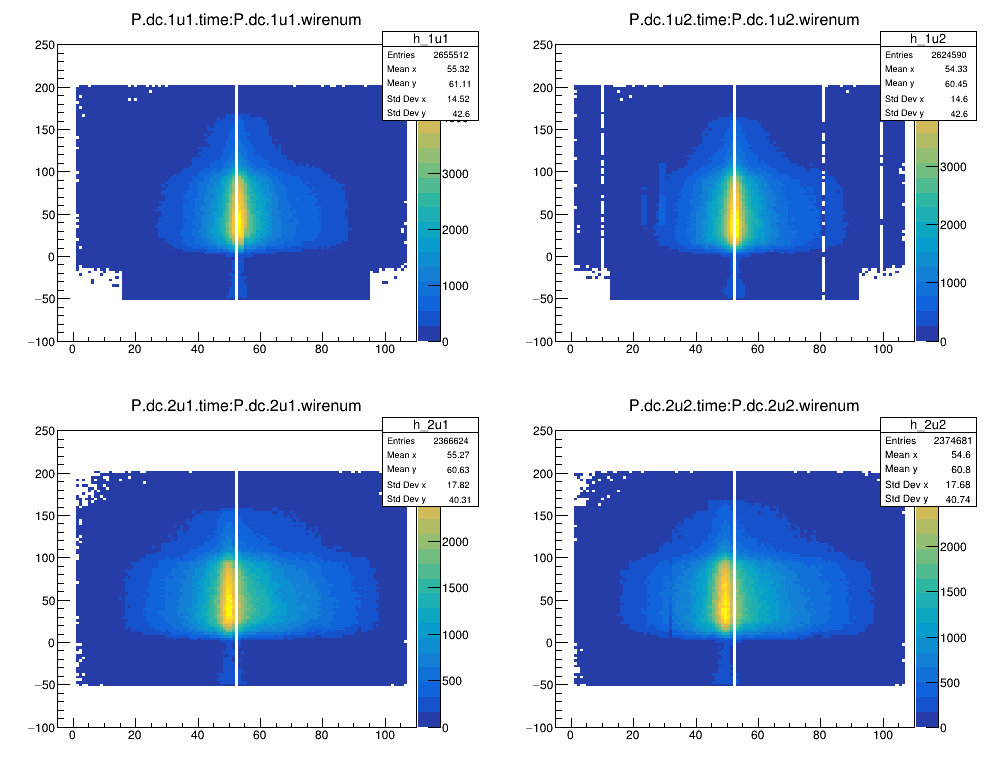 P.dc.1u1.time:P.dc.1u1.wirenum
h_1u1
Entries 2655512
Mean x 55.32
Mean y 61.11
Std Dev x 14.52
Std Dev y 42.6
250
200
150
100
50
0
−50
−100
0 20 40 60 80 100
3000
2000
1000
0
P.dc.1u2.time:P.dc.1u2.wirenum
h_1u2
Entries 2624590
Mean x 54.33
Mean y 60.45
Std Dev x 14.6
Std Dev y 42.6
250
200
150
100
50
0
−50
−100
0 20 40 60 80 100
3000
2000
1000
0
P.dc.2u1.time:P.dc.2u1.wirenum
h_2u1
Entries 2366624
Mean x 55.27
Mean y 60.63
Std Dev x 17.82
Std Dev y 40.31
250
200
150
100
50
0
−50
−100
0 20 40 60 80 100
2000
1500
1000
500
0
P.dc.2u2.time:P.dc.2u2.wirenum
h_2u2
Entries 2374681
Mean x 54.6
Mean y 60.8
Std Dev x 17.68
Std Dev y 40.74
250
200
150
100
50
0
−50
−100
0 20 40 60 80 100
2000
1500
1000
500
0